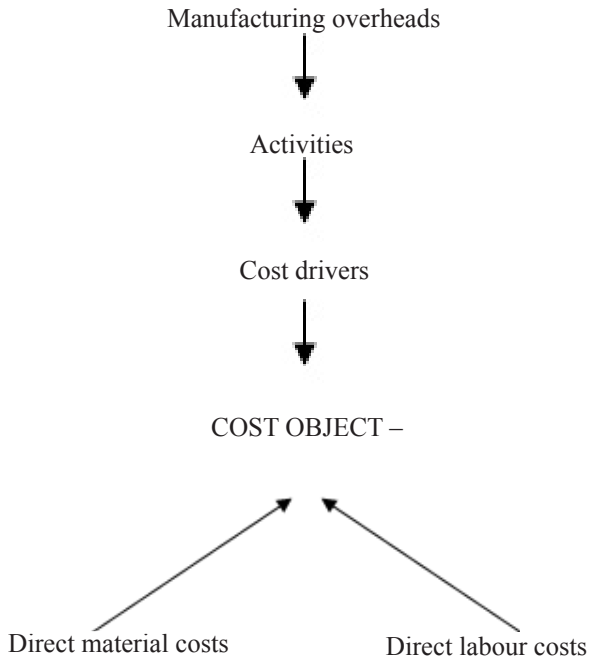 Manufacturing overheads
Activities
Cost drivers
COST OBJECT –
Direct material costs
Direct labour costs